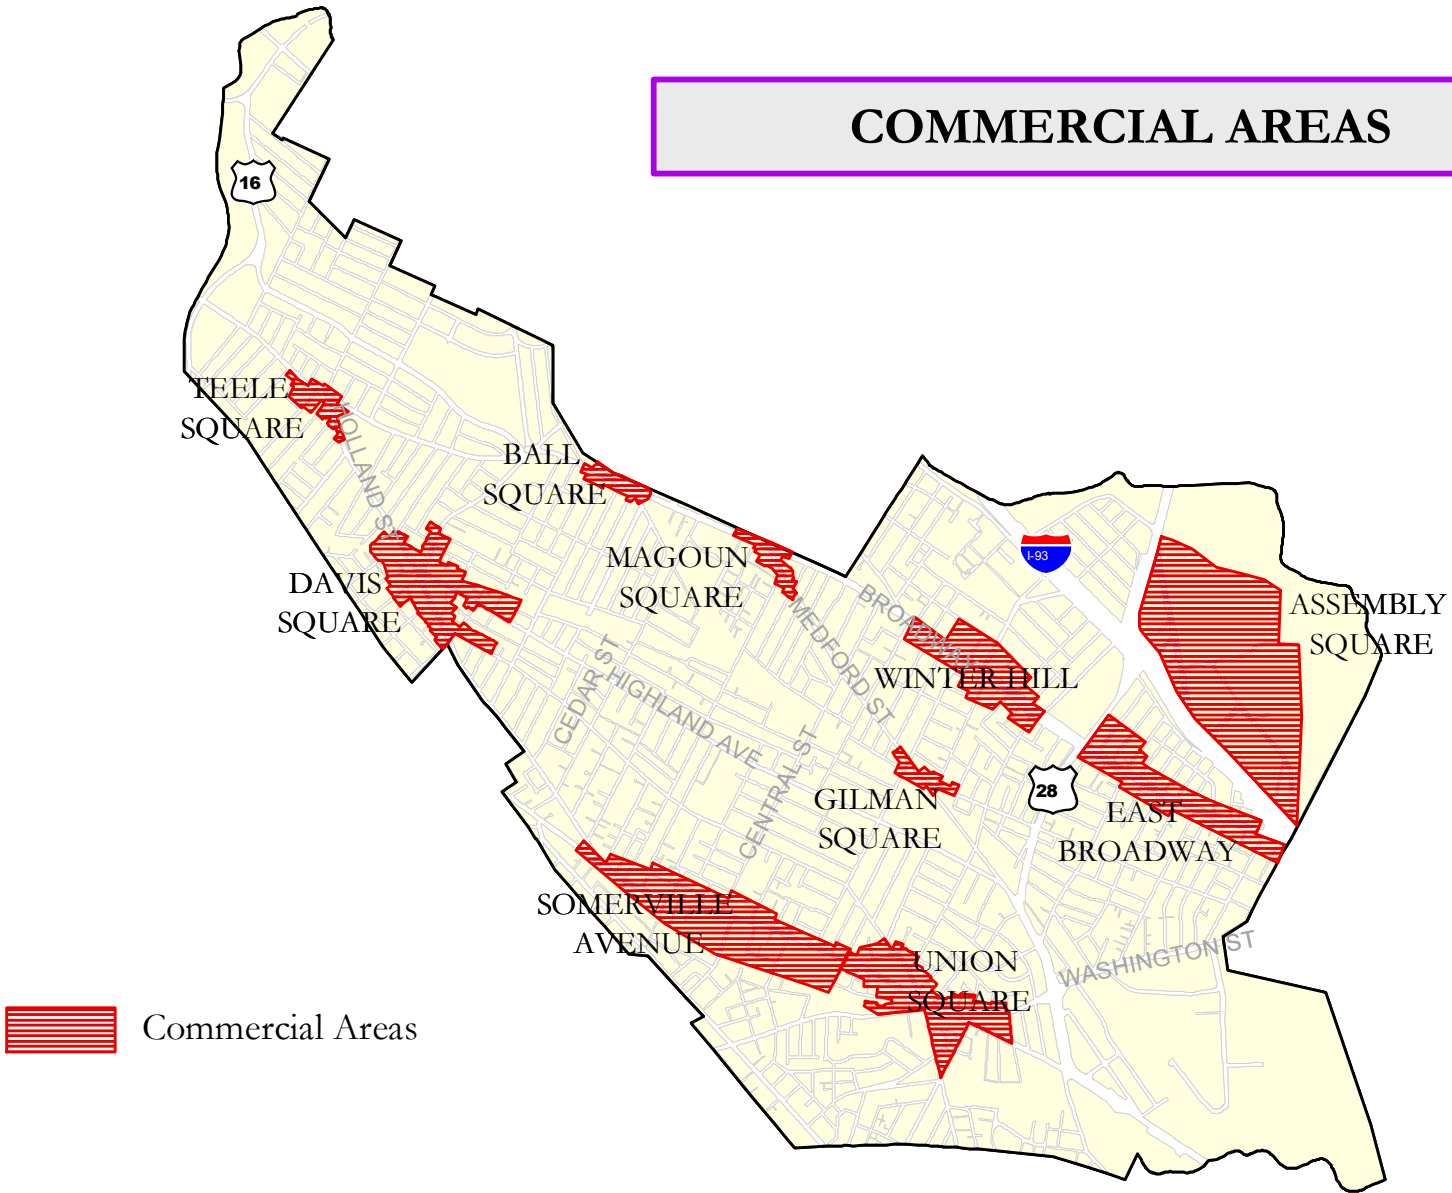 COMMERCIAL AREAS
16
TEELE
SQUARE
HOLLAND ST
BALL
SQUARE
DAVIS
SQUARE
MAGOUN
SQUARE
I-93
ASSEMBLY
SQUARE
BROADWAY
MEDFORD ST
WINTER HILL
CEDAR ST
HIGHLAND AVE
CENTRAL ST
GILMAN
SQUARE
28
EAST
BROADWAY
SOMERVILLE
AVENUE
UNION
SQUARE
WASHINGTON ST
Commercial Areas